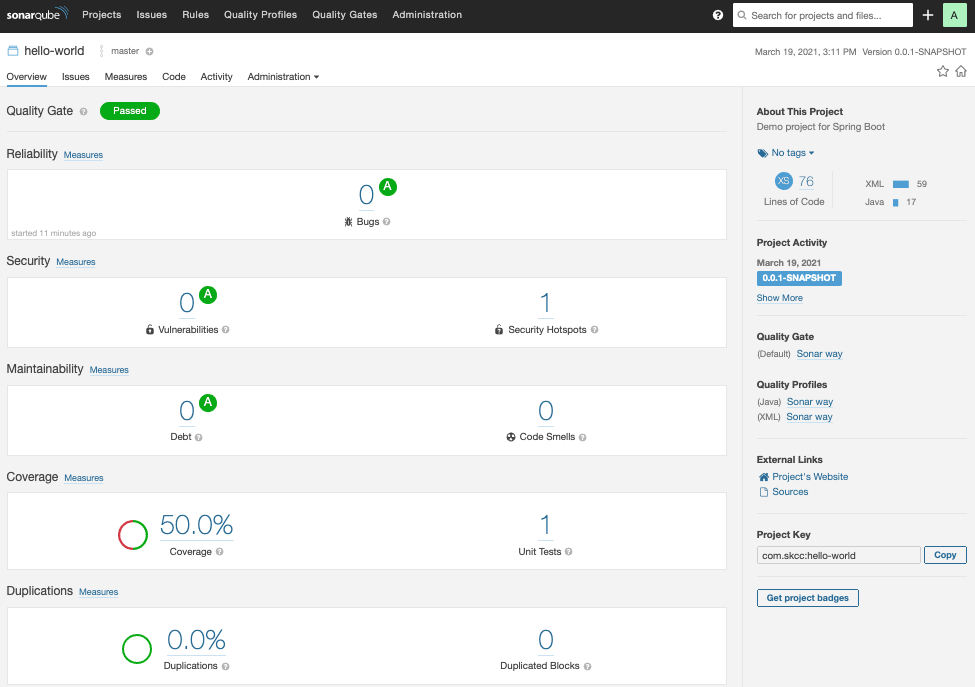 sonarqube Projects Issues Rules Quality Profiles Quality Gates Administration ? Search for projects and files... A
hello-world master March 19, 2021, 3:11 PM Version 0.0.1-SNAPSHOT
Overview Issues Measures Code Activity Administration
Quality Gate ? Passed
Reliability Measures
0 A
Bugs ?
started 11 minutes ago
Security Measures
0 A 1
Vulnerabilities ? Security Hotspots ?
Maintainability Measures
0 A 0
Debt ? Code Smells ?
Coverage Measures
50.0% 1
Coverage ? Unit Tests ?
Duplications Measures
0.0% 0
Duplications ? Duplicated Blocks ?
About This Project
Demo project for Spring Boot
No tags
XS 76 XML 59
Lines of Code Java 17
Project Activity
March 19, 2021
0.0.1-SNAPSHOT
Show More
Quality Gate
(Default) Sonar way
Quality Profiles
(Java) Sonar way
(XML) Sonar way
External Links
Project's Website
Sources
Project Key
com.skcc:hello-world Copy
Get project badges